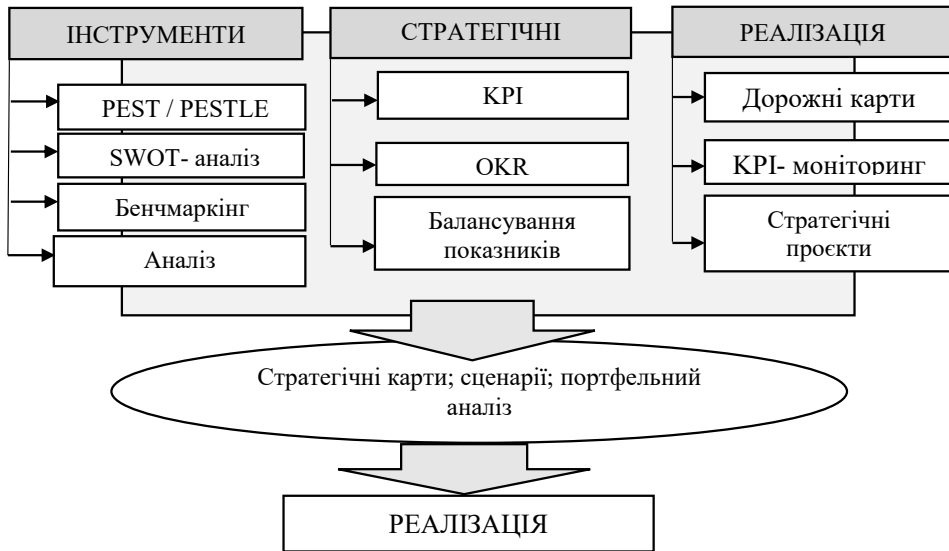 ІНСТРУМЕНТИ
PEST / PESTLE
SWOT- аналіз
Бенчмаркінг
Аналіз
СТРАТЕГІЧНІ
KPI
OKR
Балансування
показників
РЕАЛІЗАЦІЯ
Дорожні карти
KPI- моніторинг
Стратегічні
проєкти
Стратегічні карти; сценарії; портфельний
аналіз
РЕАЛІЗАЦІЯ